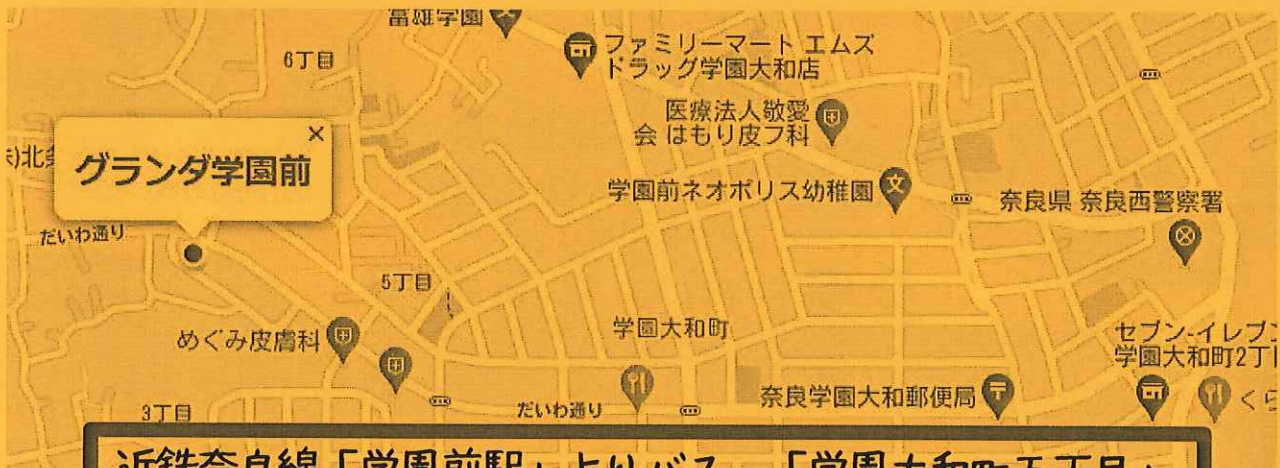 富雄学園
6丁目
ファミリーマート エムズ
ドラッグ学園大和店
医療法人敬愛
会 はもり皮フ科
×
グランダ学園前
学園前ネオポリス幼稚園
奈良県 奈良西警察署
だいわ通り
5丁目
学園大和町
めぐみ皮膚科
セブン-イレブン
学園大和町2丁目
奈良学園大和郵便局
3丁目
だいわ通り
近鉄奈良線「学園前駅」よりバス、「学園大和町五丁目」